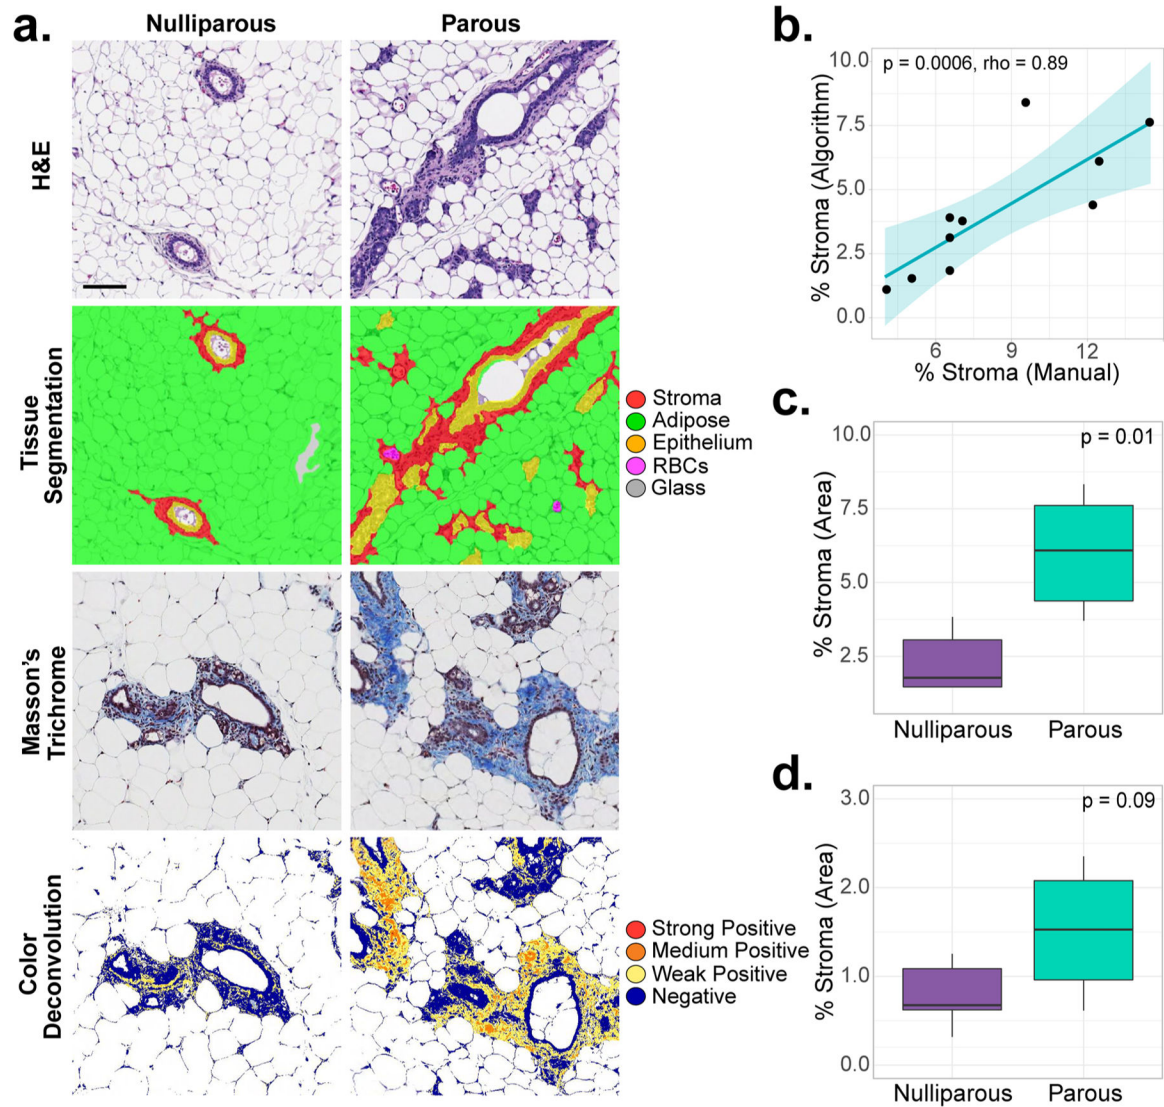 a.
Nulliparous
Parous
H&E
Tissue
Segmentation
Stroma
Adipose
Epithelium
RBCs
Glass
Masson's
Trichrome
Color
Deconvolution
Strong Positive
Medium Positive
Weak Positive
Negative
b.
p = 0.0006, rho = 0.89
% Stroma (Algorithm)
10.0
7.5
5.0
2.5
0.0
6
9
12
% Stroma (Manual)
c.
p = 0.01
% Stroma (Area)
10.0
7.5
5.0
2.5
Nulliparous
Parous
d.
p = 0.09
% Stroma (Area)
3.0
2.0
1.0
0.0
Nulliparous
Parous